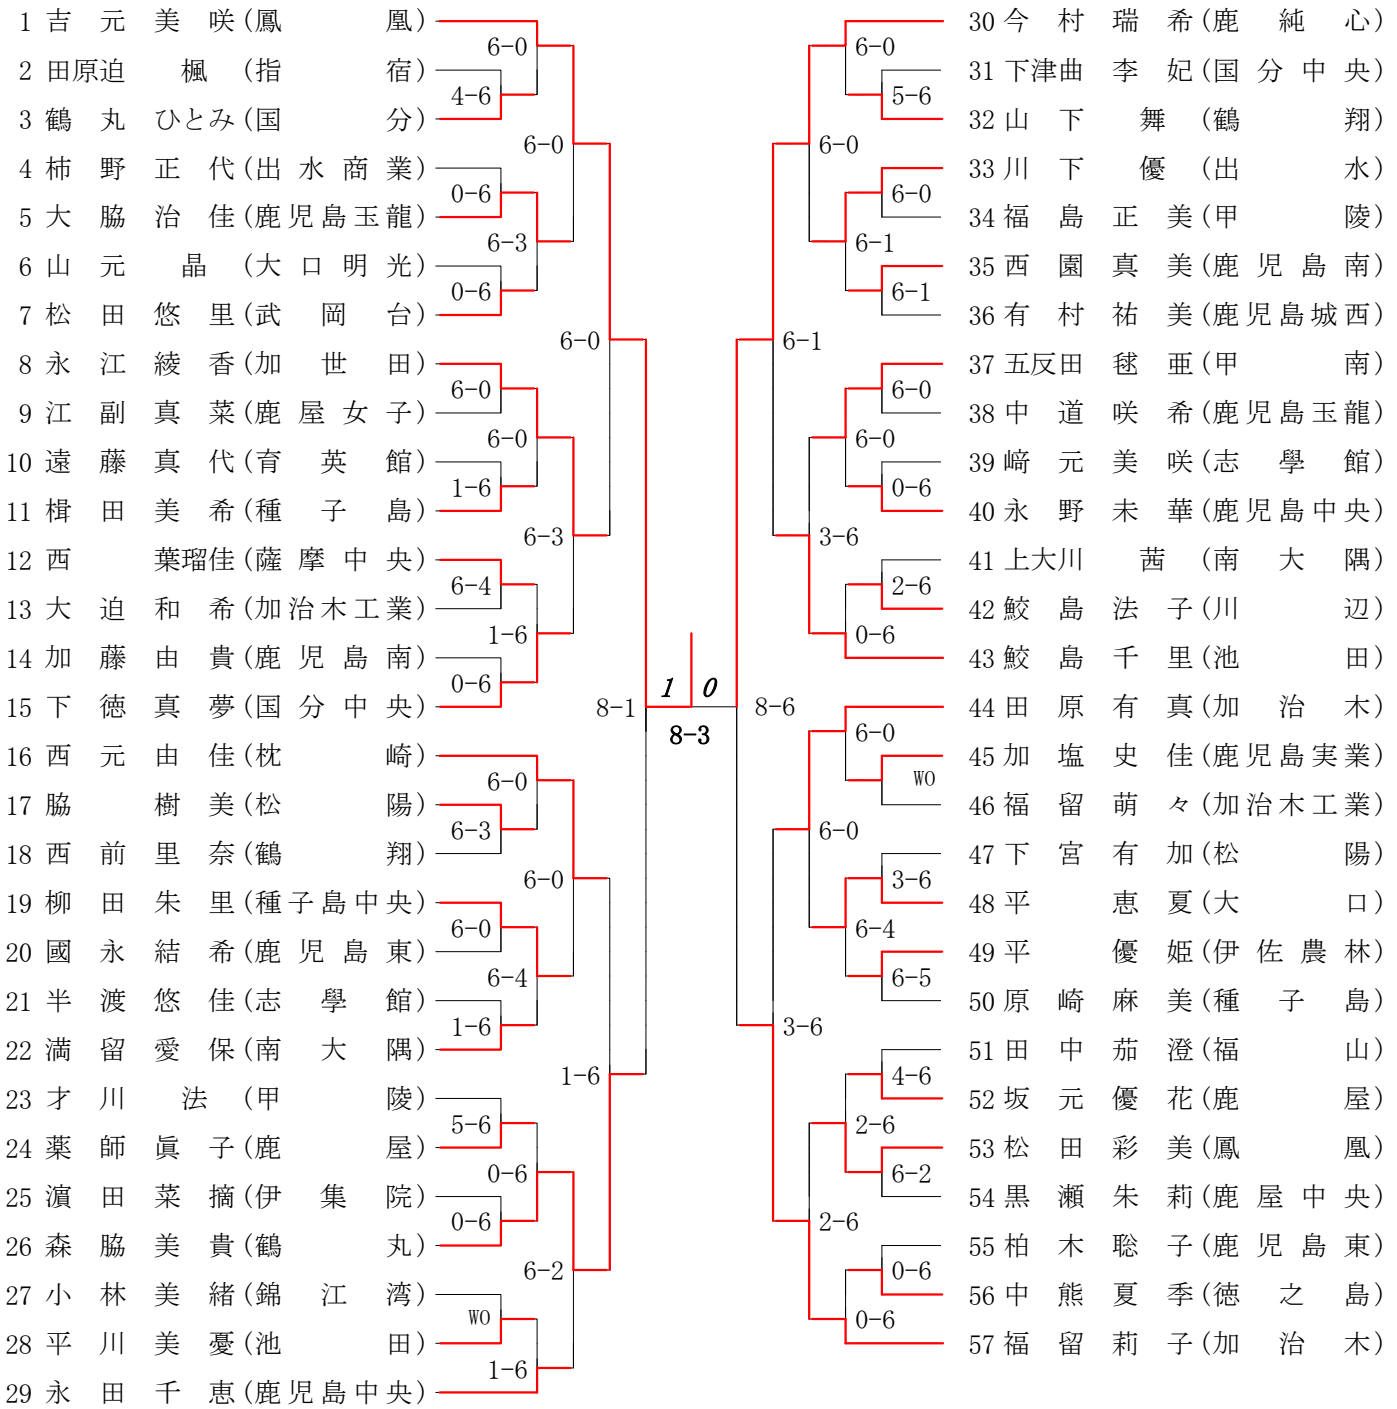 1 吉元美咲(鳳凰)
6-0
2 田原迫楓(指宿)
4-6
3 鶴丸ひとみ(国分)
6-0
4 柿野正代(出水商業)
0-6
5 大脇治佳(鹿児島玉龍)
6-3
6 山元晶(大口明光)
0-6
7 松田悠里(武岡台)
6-0
8 永江綾香(加世田)
6-0
9 江副真菜(鹿屋女子)
6-0
10 遠藤真代(育英館)
1-6
11 楫田美希(種子島)
6-3
12 西葉瑠佳(薩摩中央)
6-4
13 大迫和希(加治木工業)
1-6
14 加藤由貴(鹿児島南)
0-6
15 下徳真夢(国分中央)
8-1
16 西元由佳(枕崎)
6-0
17 脇樹美(松陽)
6-3
18 西前里奈(鶴翔)
6-0
19 柳田朱里(種子島中央)
6-0
20 國永結希(鹿児島東)
6-4
21 半渡悠佳(志學館)
1-6
22 満留愛保(南大隅)
1-6
23 才川法(甲陵)
5-6
24 薬師眞子(鹿屋)
0-6
25 濵田菜摘(伊集院)
0-6
26 森脇美貴(鶴丸)
6-2
27 小林美緒(錦江湾)
WO
28 平川美憂(池田)
1-6
29 永田千恵(鹿児島中央)
1 0
8-3
30 今村瑞希(鹿純心)
6-0
31 下津曲李妃(国分中央)
5-6
32 山下舞(鶴翔)
6-0
33 川下優(出水)
6-0
34 福島正美(甲陵)
6-1
35 西園真美(鹿児島南)
6-1
36 有村祐美(鹿児島城西)
6-1
37 五反田毬亜(甲南)
6-0
38 中道咲希(鹿児島玉龍)
6-0
39 﨑元美咲(志學館)
0-6
40 永野未華(鹿児島中央)
3-6
41 上大川茜(南大隅)
2-6
42 鮫島法子(川辺)
0-6
43 鮫島千里(池田)
8-6
44 田原有真(加治木)
6-0
45 加塩史佳(鹿児島実業)
WO
46 福留萌々(加治木工業)
6-0
47 下宮有加(松陽)
3-6
48 平恵夏(大口)
6-4
49 平優姫(伊佐農林)
6-5
50 原崎麻美(種子島)
3-6
51 田中茄澄(福山)
4-6
52 坂元優花(鹿屋)
2-6
53 松田彩美(鳳凰)
6-2
54 黒瀬朱莉(鹿屋中央)
2-6
55 柏木聡子(鹿児島東)
0-6
56 中熊夏季(徳之島)
0-6
57 福留莉子(加治木)